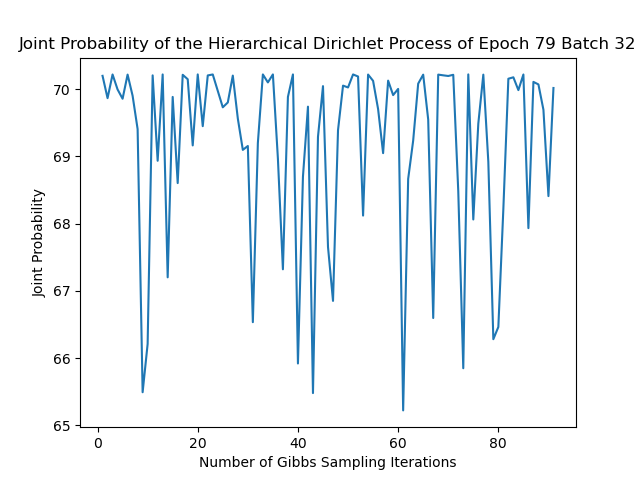 Joint Probability of the Hierarchical Dirichlet Process of Epoch 79 Batch 32
70
69
68
67
66
65
Joint Probability
0 20 40 60 80
Number of Gibbs Sampling Iterations